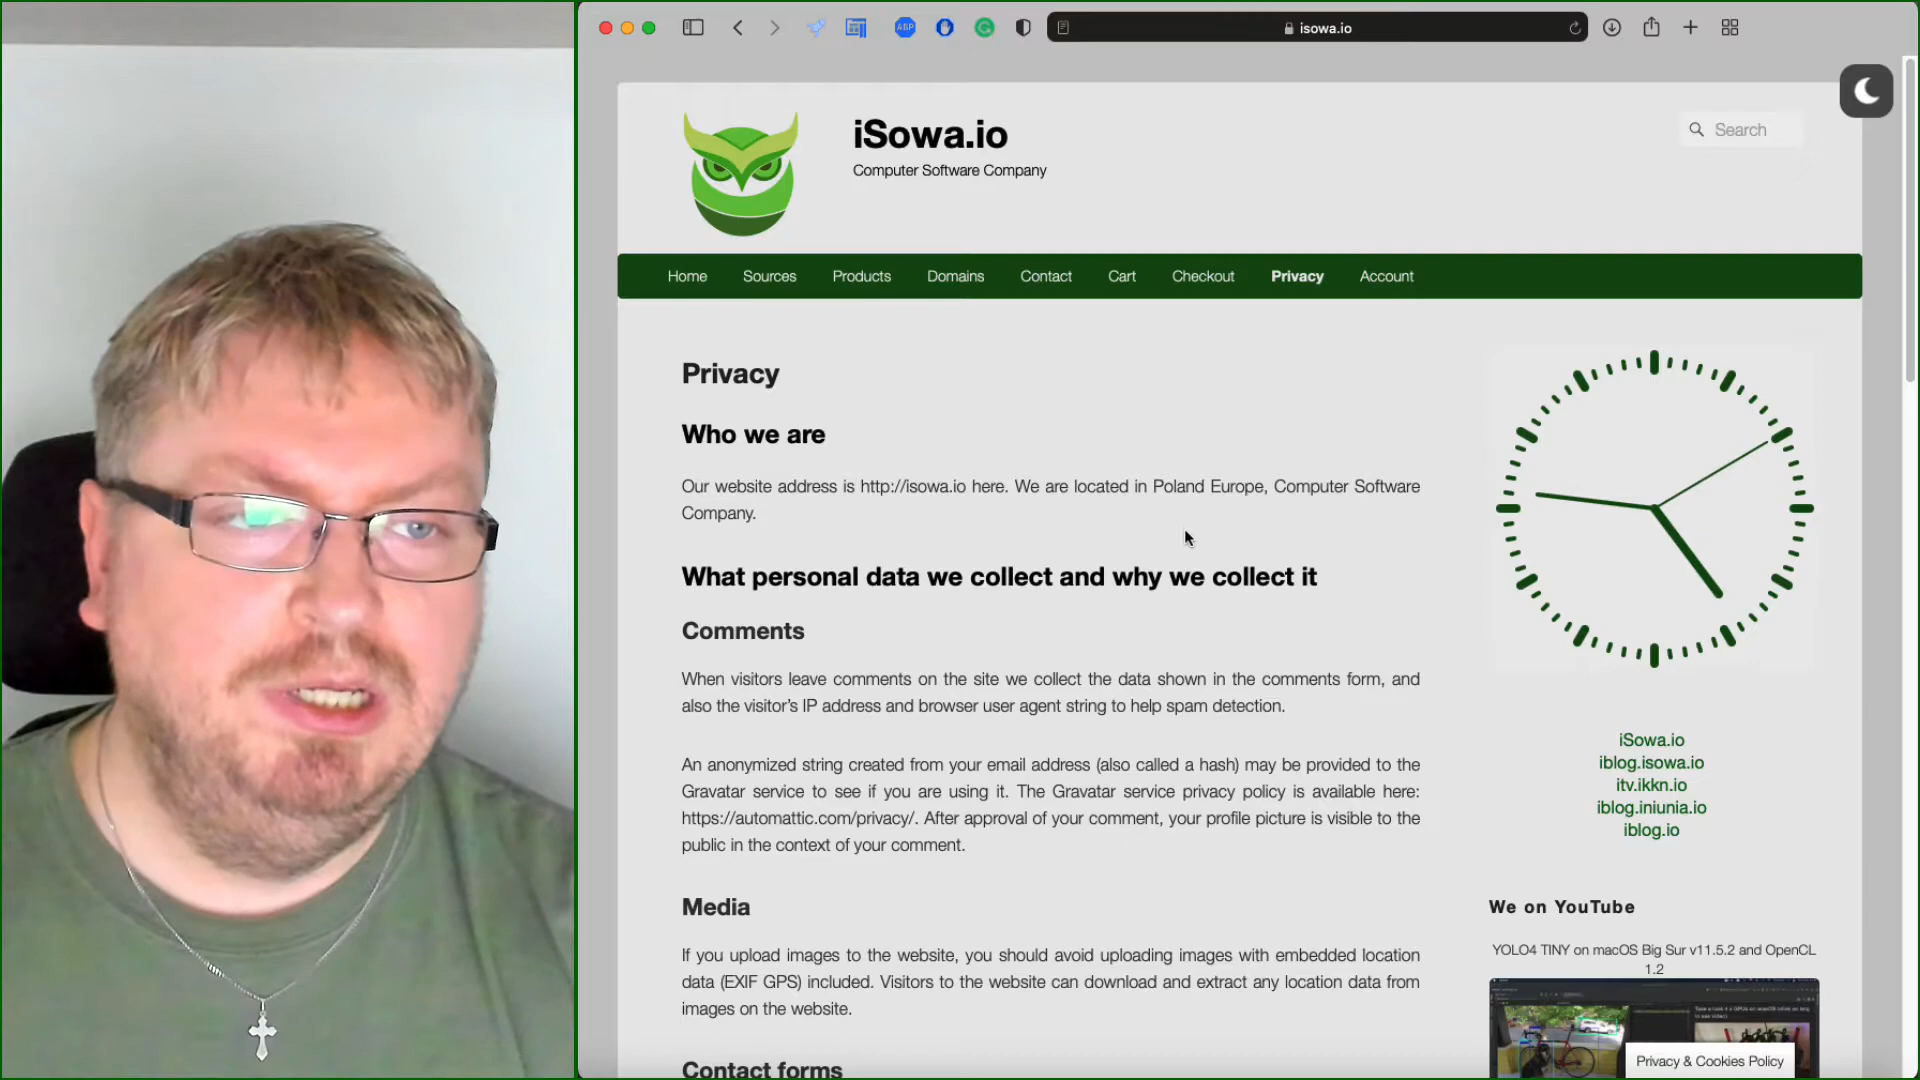 ABP
isowa.io
iSowa.io
Computer Software Company
Search
Home Sources Products Domains Contact Cart Checkout Privacy Account
Privacy
Who we are
Our website address is http://isowa.io here. We are located in Poland Europe, Computer Software
Company.
What personal data we collect and why we collect it
Comments
When visitors leave comments on the site we collect the data shown in the comments form, and
also the visitor’s IP address and browser user agent string to help spam detection.
An anonymized string created from your email address (also called a hash) may be provided to the
Gravatar service to see if you are using it. The Gravatar service privacy policy is available here:
https://automattic.com/privacy/. After approval of your comment, your profile picture is visible to the
public in the context of your comment.
Media
If you upload images to the website, you should avoid uploading images with embedded location
data (EXIF GPS) included. Visitors to the website can download and extract any location data from
images on the website.
Contact forms
iSowa.io
iblog.isowa.io
itv.ikkn.io
iblog.iniunia.io
iblog.io
We on YouTube
YOLO4 TINY on macOS Big Sur v11.5.2 and OpenCL
1.2
Privacy & Cookies Policy